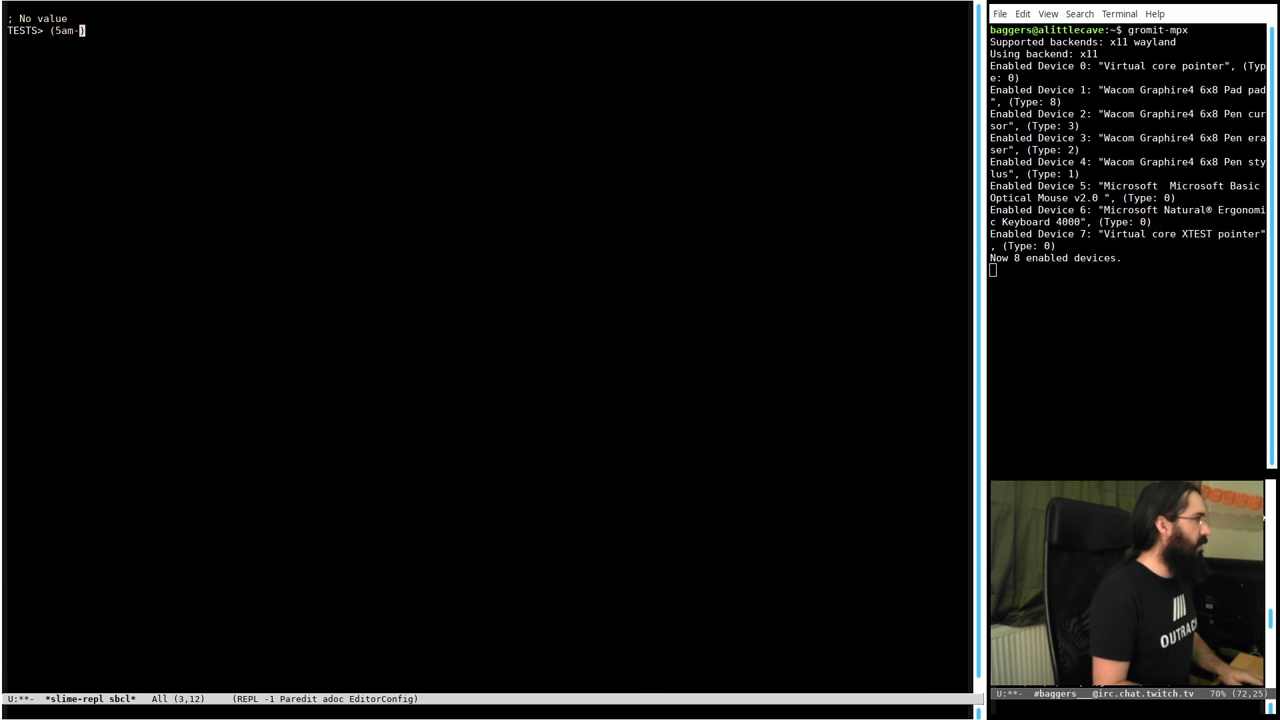 ; No value
TESTS> (5am-)
U:**-  *slime-repl sbcl*   All (3,12)     (REPL -1 Paredit adoc EditorConfig)
File Edit View Search Terminal Help
baggers@alittlecave:~$ gromit-mpx
Supported backends: x11 wayland
Using backend: x11
Enabled Device 0: "Virtual core pointer", (Typ
e: 0)
Enabled Device 1: "Wacom Graphire4 6x8 Pad pad
", (Type: 8)
Enabled Device 2: "Wacom Graphire4 6x8 Pen cur
sor", (Type: 3)
Enabled Device 3: "Wacom Graphire4 6x8 Pen era
ser", (Type: 2)
Enabled Device 4: "Wacom Graphire4 6x8 Pen sty
lus", (Type: 1)
Enabled Device 5: "Microsoft  Microsoft Basic
Optical Mouse v2.0 ", (Type: 0)
Enabled Device 6: "Microsoft Natural® Ergonomi
c Keyboard 4000", (Type: 0)
Enabled Device 7: "Virtual core XTEST pointer"
, (Type: 0)
Now 8 enabled devices.
OUTRAC
U:**-  #baggers___@irc.chat.twitch.tv   70% (72,25)